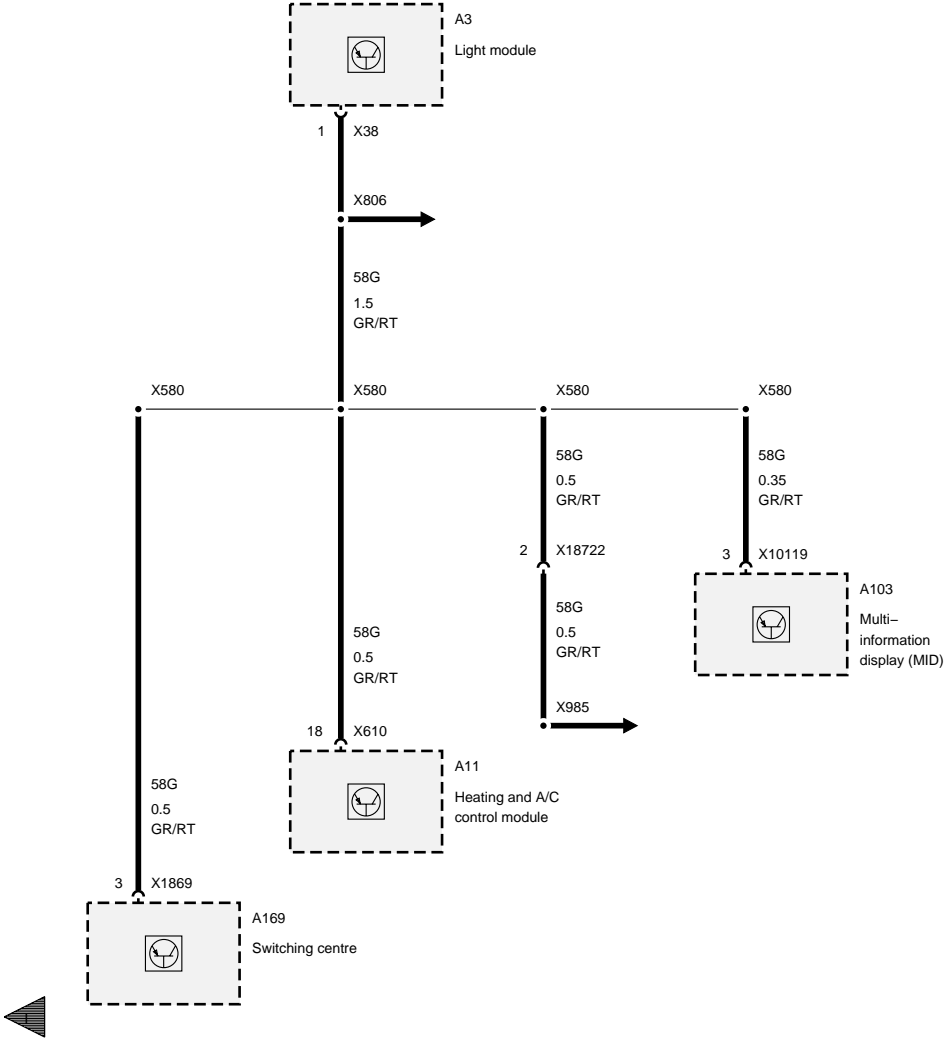 A3
Light module
1 X38
X806
58G
1.5
GR/RT
X580 X580 X580 X580
58G 58G
0.5 0.35
GR/RT GR/RT
2 X18722 3 X10119
A103
Multi−
information
display (MID)
58G
0.5
GR/RT
58G
0.5
GR/RT
X985
18 X610
A11
Heating and A/C
control module
58G
0.5
GR/RT
3 X1869
A169
Switching centre